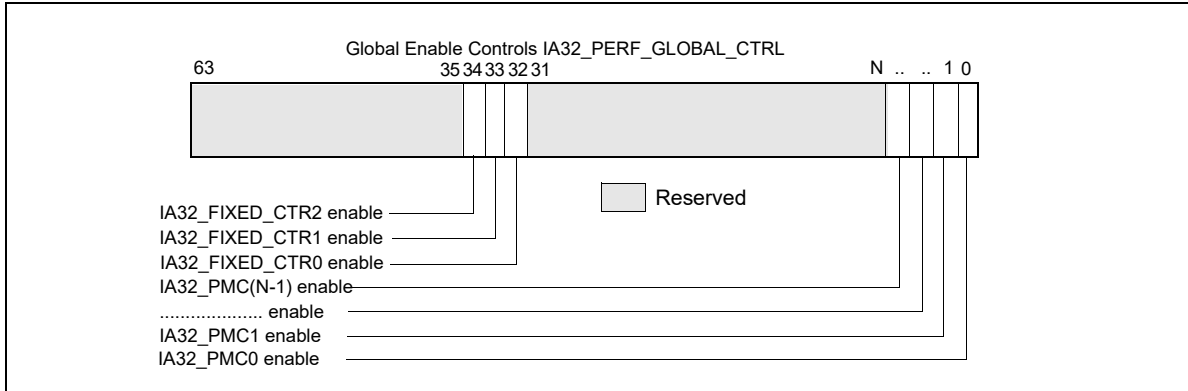 Global Enable Controls IA32_PERF_GLOBAL_CTRL
63 35 34 33 32 31 N .. .. 1 0
Reserved
IA32_FIXED_CTR2 enable
IA32_FIXED_CTR1 enable
IA32_FIXED_CTR0 enable
IA32_PMC(N-1) enable
.................... enable
IA32_PMC1 enable
IA32_PMC0 enable